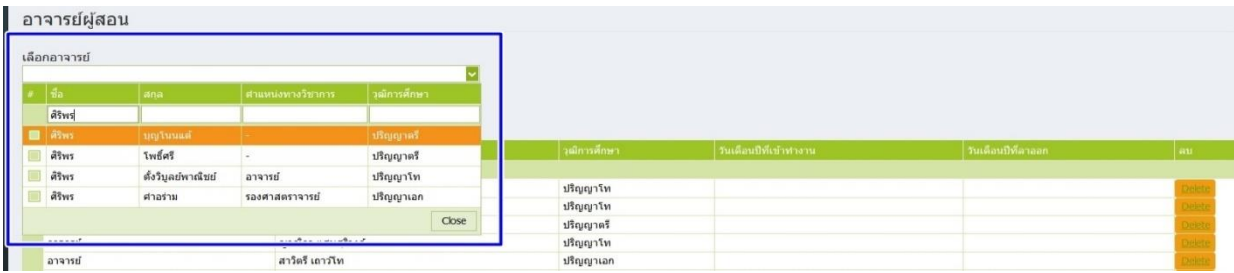 อาจารย์ผู้สอน
เลือกอาจารย์
# ชื่อ สกุล ตำแหน่งทางวิชาการ วุฒิการศึกษา
ศิริพร
ศิริพร บุญโนนแต้ - ปริญญาตรี
วุฒิการศึกษา วันเดือนปีที่เข้าทำงาน วันเดือนปีที่ลาออก ลบ
ศิริพร โพธิ์ศรี - ปริญญาตรี
ศิริพร ตั้งวิบูลย์พาณิชย์ อาจารย์ ปริญญาโท
ปริญญาโท Delete
ศิริพร ศาอร่าม รองศาสตราจารย์ ปริญญาเอก
ปริญญาโท Delete
Close
ปริญญาตรี Delete
ปริญญาโท Delete
อาจารย์ สาวิตรี เถาว์โท ปริญญาเอก Delete